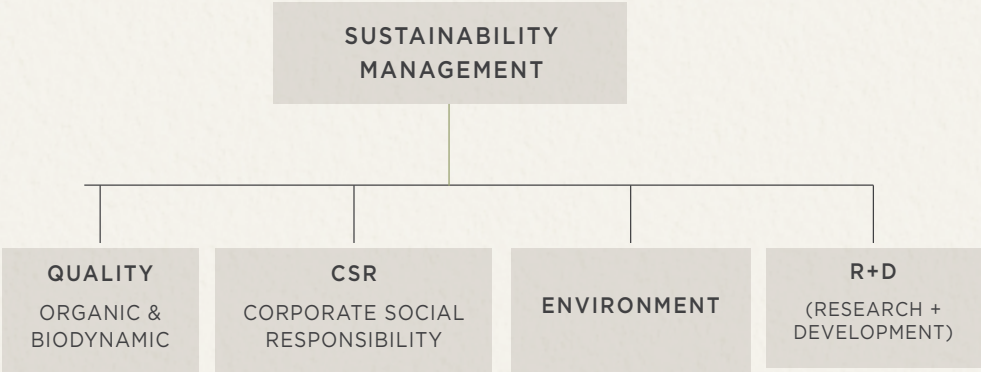 SUSTAINABILITY
MANAGEMENT
QUALITY
ORGANIC &
BIODYNAMIC
CSR
CORPORATE SOCIAL
RESPONSIBILITY
ENVIRONMENT
R+D
(RESEARCH +
DEVELOPMENT)